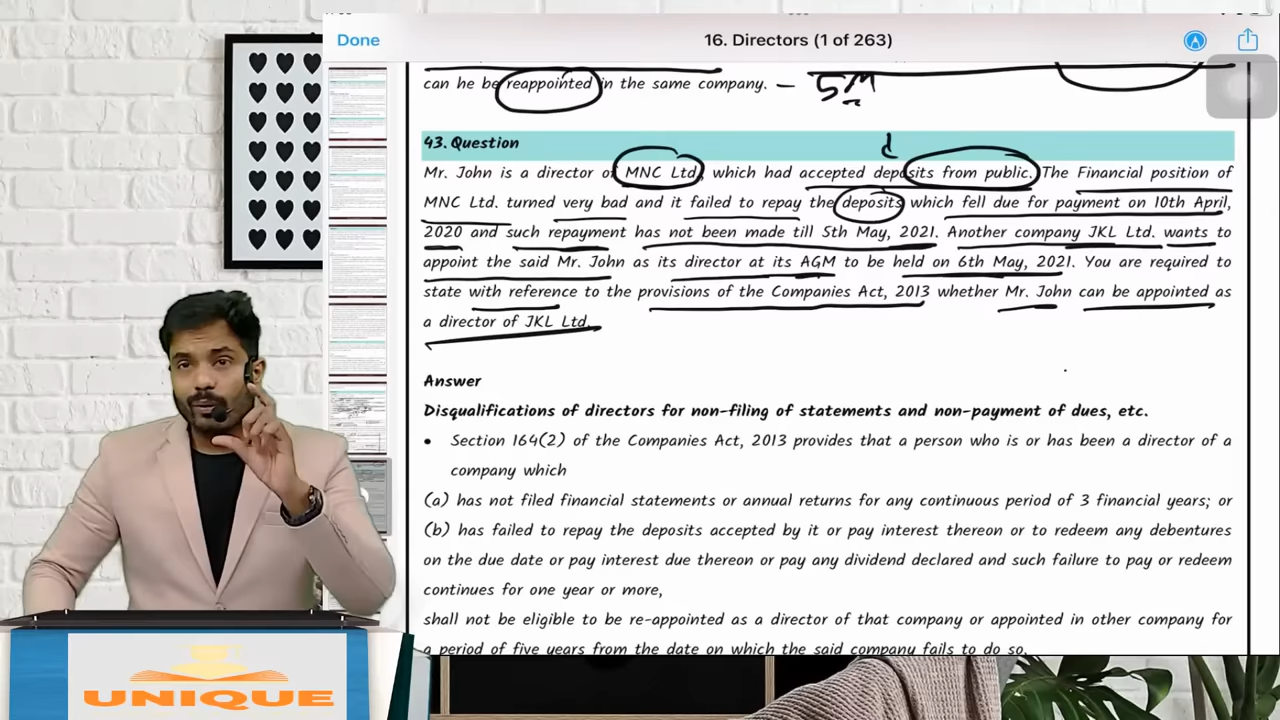 Done
16. Directors (1 of 263)
can he be reappointed in the same company. — 5M
43. Question
Mr. John is a director of MNC Ltd. which had accepted deposits from public. The Financial position of
MNC Ltd. turned very bad and it failed to repay the deposits which fell due for payment on 10th April,
2020 and such repayment has not been made till 5th May, 2021. Another company JKL Ltd. wants to
appoint the said Mr. John as its director at its AGM to be held on 6th May, 2021. You are required to
state with reference to the provisions of the Companies Act, 2013 whether Mr. John can be appointed as
a director of JKL Ltd.
Answer
Disqualifications of directors for non-filing of statements and non-payment of dues, etc.
• Section 164(2) of the Companies Act, 2013 provides that a person who is or has been a director of a
company which
(a) has not filed financial statements or annual returns for any continuous period of 3 financial years; or
(b) has failed to repay the deposits accepted by it or pay interest thereon or to redeem any debentures
on the due date or pay interest due thereon or pay any dividend declared and such failure to pay or redeem
continues for one year or more,
shall not be eligible to be re-appointed as a director of that company or appointed in other company for
a period of five years from the date on which the said company fails to do so.
UNIQUE